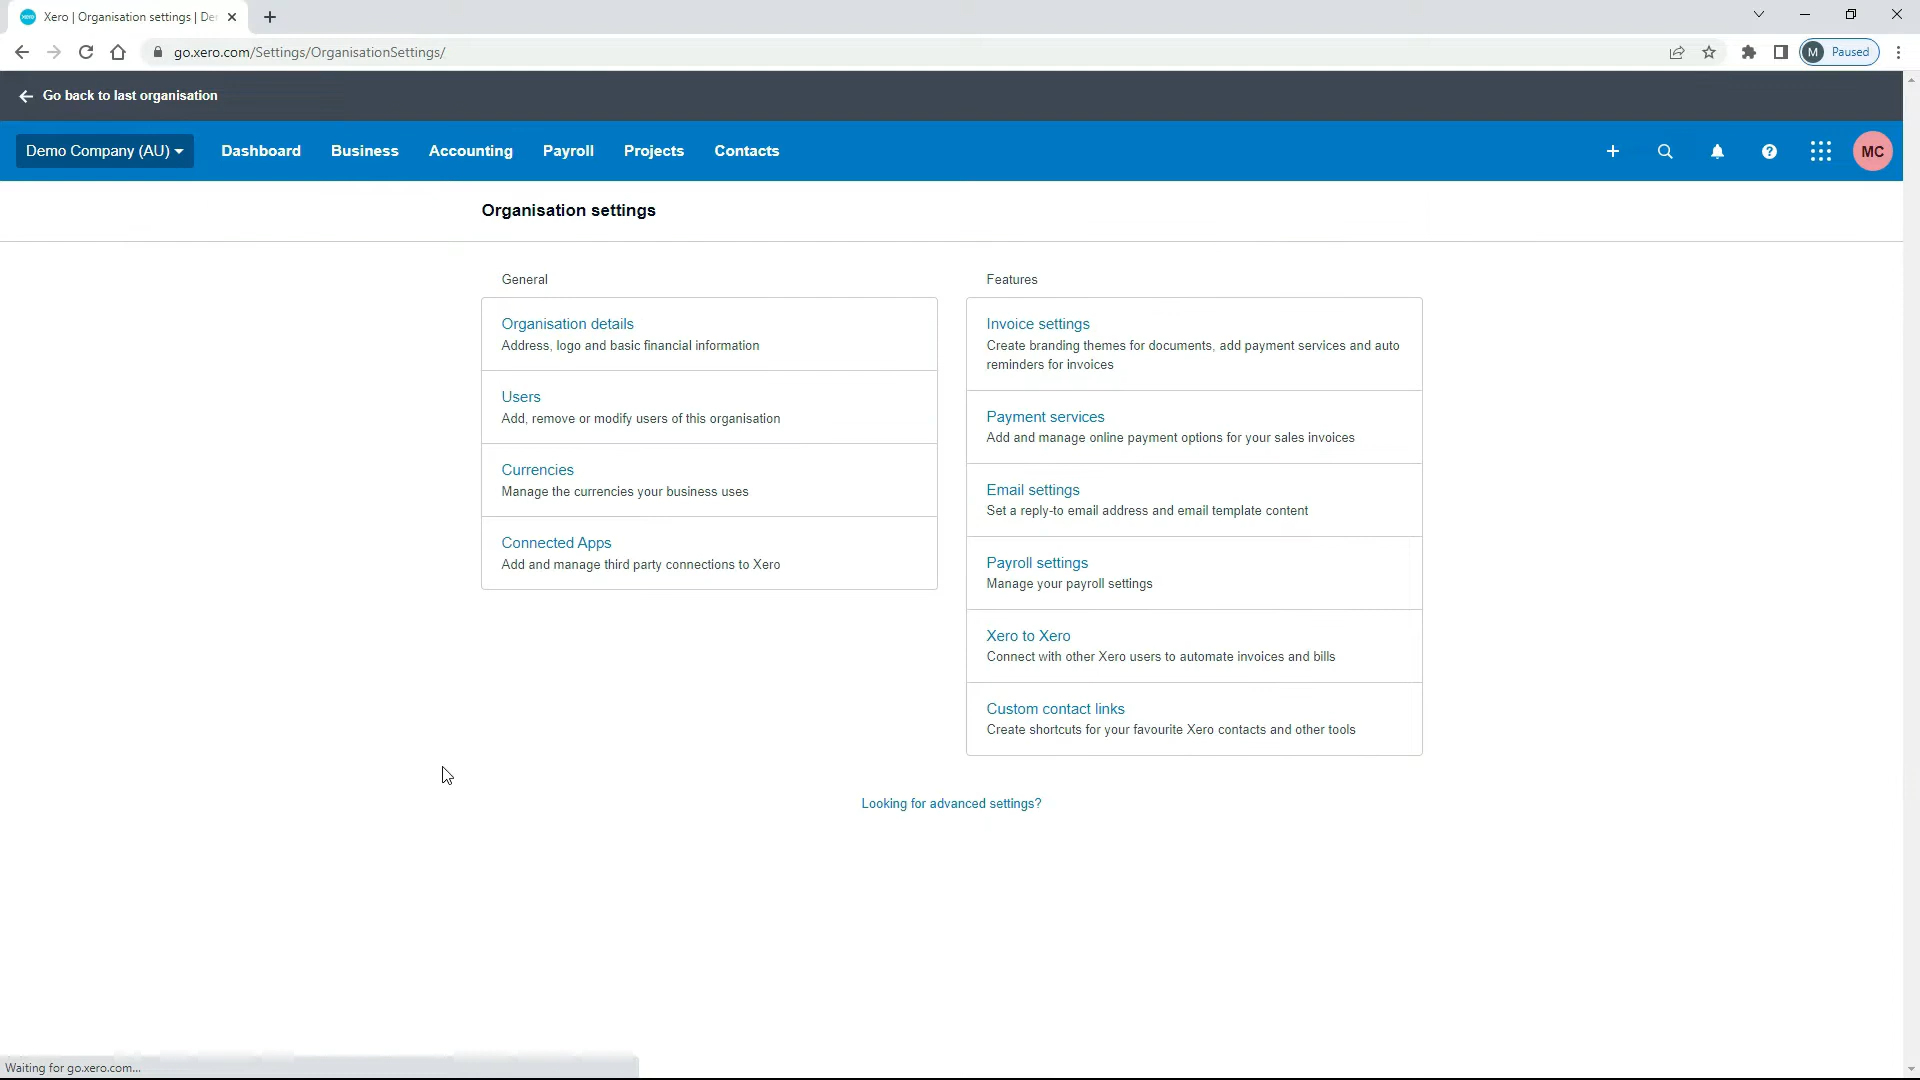 Xero | Organisation settings | De
go.xero.com/Settings/OrganisationSettings/
M Paused
Go back to last organisation
Demo Company (AU) Dashboard Business Accounting Payroll Projects Contacts
MC
Organisation settings
General
Organisation details
Address, logo and basic financial information
Users
Add, remove or modify users of this organisation
Currencies
Manage the currencies your business uses
Connected Apps
Add and manage third party connections to Xero
Features
Invoice settings
Create branding themes for documents, add payment services and auto
reminders for invoices
Payment services
Add and manage online payment options for your sales invoices
Email settings
Set a reply-to email address and email template content
Payroll settings
Manage your payroll settings
Xero to Xero
Connect with other Xero users to automate invoices and bills
Custom contact links
Create shortcuts for your favourite Xero contacts and other tools
Looking for advanced settings?
Waiting for go.xero.com...